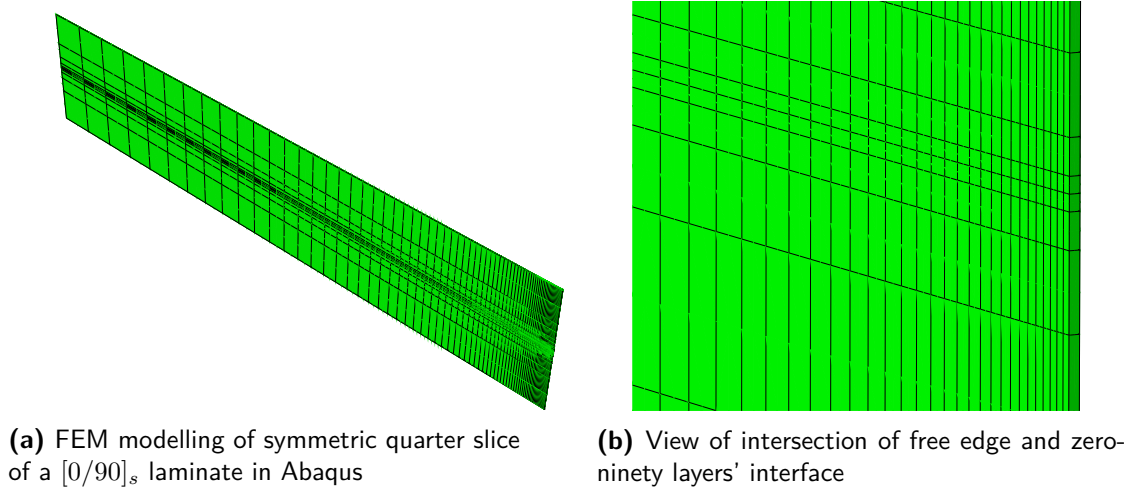 (a) FEM modelling of symmetric quarter slice
of a [0/90]s laminate in Abaqus
(b) View of intersection of free edge and zero-
ninety layers' interface